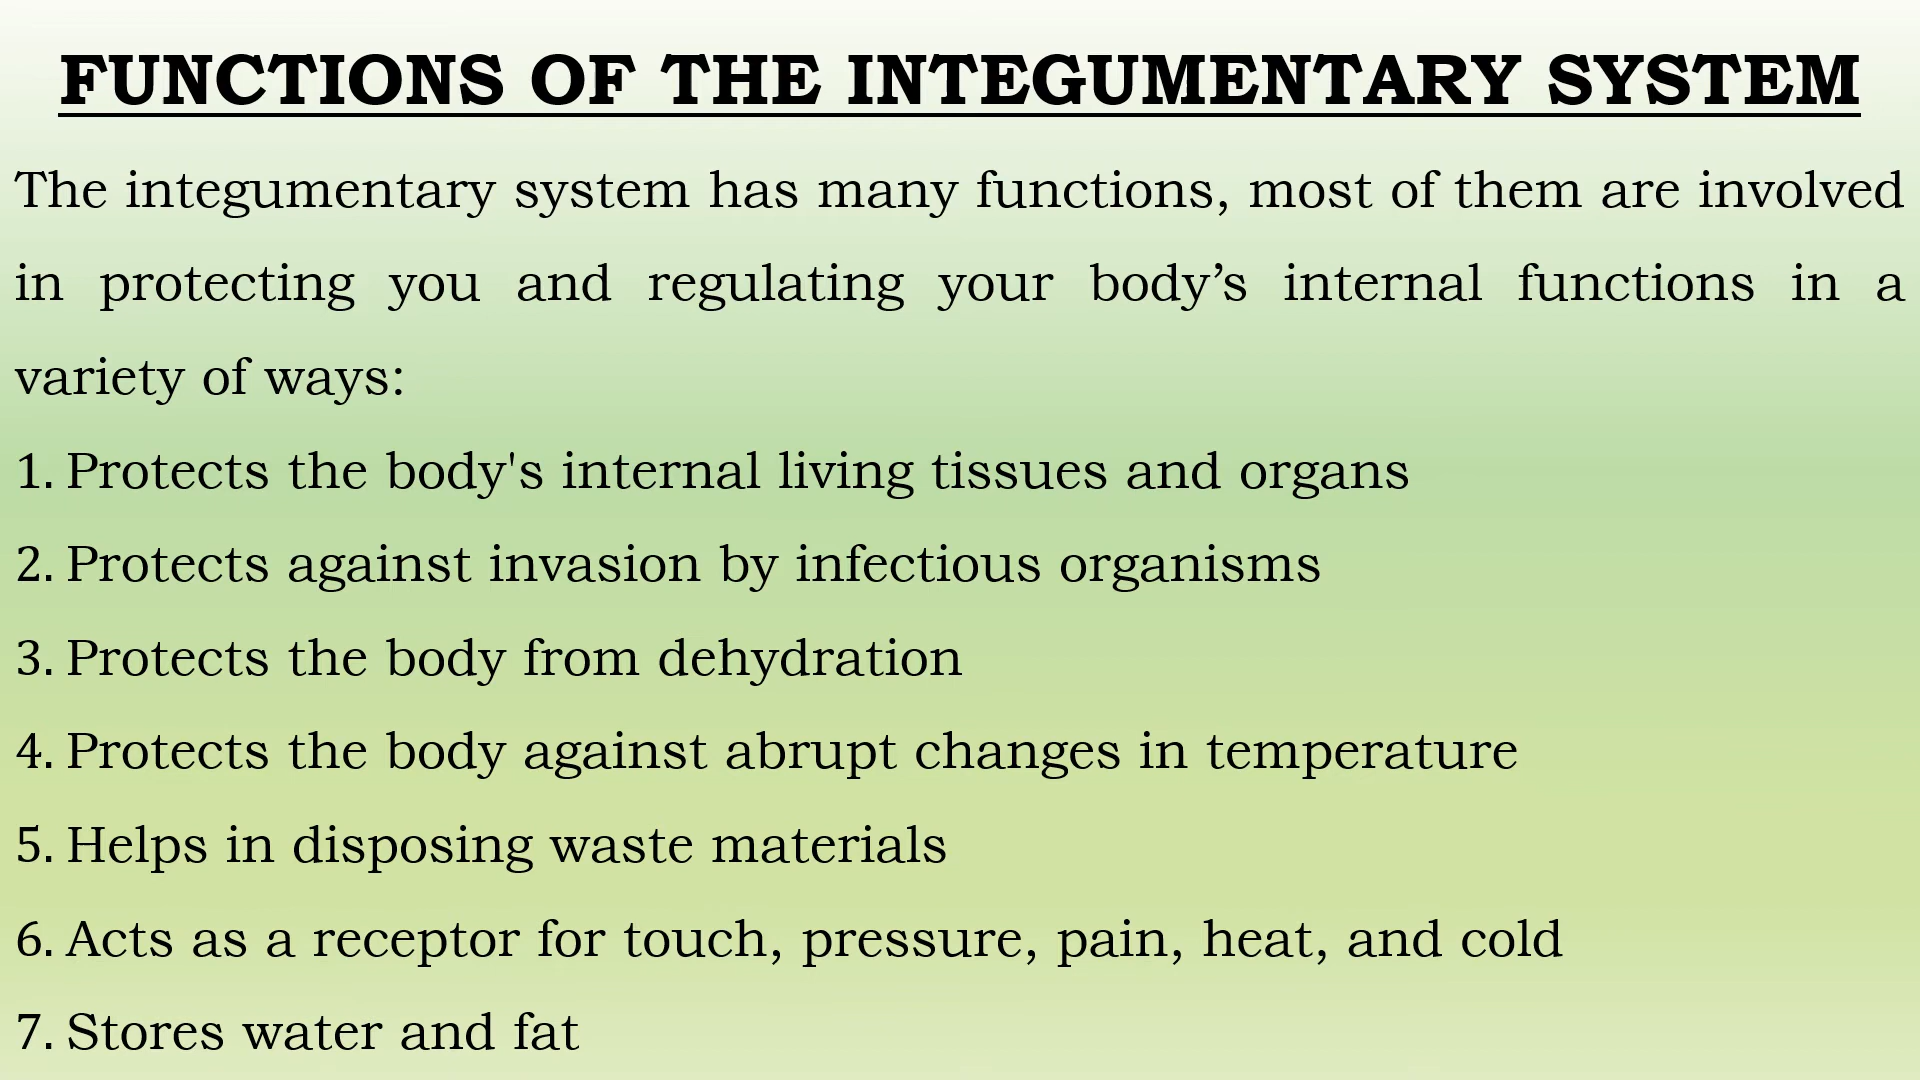 FUNCTIONS OF THE INTEGUMENTARY SYSTEM
The integumentary system has many functions, most of them are involved
in protecting you and regulating your body’s internal functions in a
variety of ways:
1. Protects the body's internal living tissues and organs
2. Protects against invasion by infectious organisms
3. Protects the body from dehydration
4. Protects the body against abrupt changes in temperature
5. Helps in disposing waste materials
6. Acts as a receptor for touch, pressure, pain, heat, and cold
7. Stores water and fat